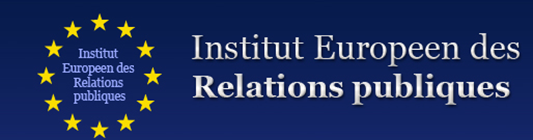 Institut
Europeen des
Relations
publiques
Institut Europeen des
Relations publiques